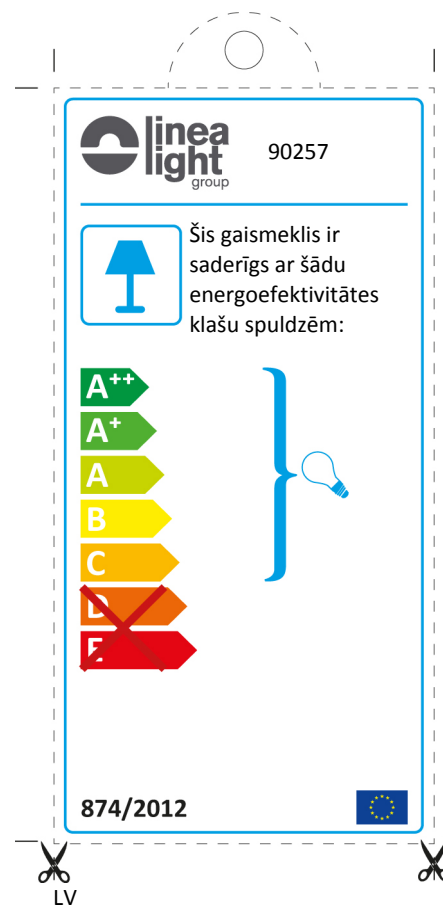 linea
light
group
90257
Šis gaismeklis ir
saderīgs ar šādu
energoefektivitātes
klašu spuldzēm:
A++
A+
A
B
C
D
E
874/2012
LV